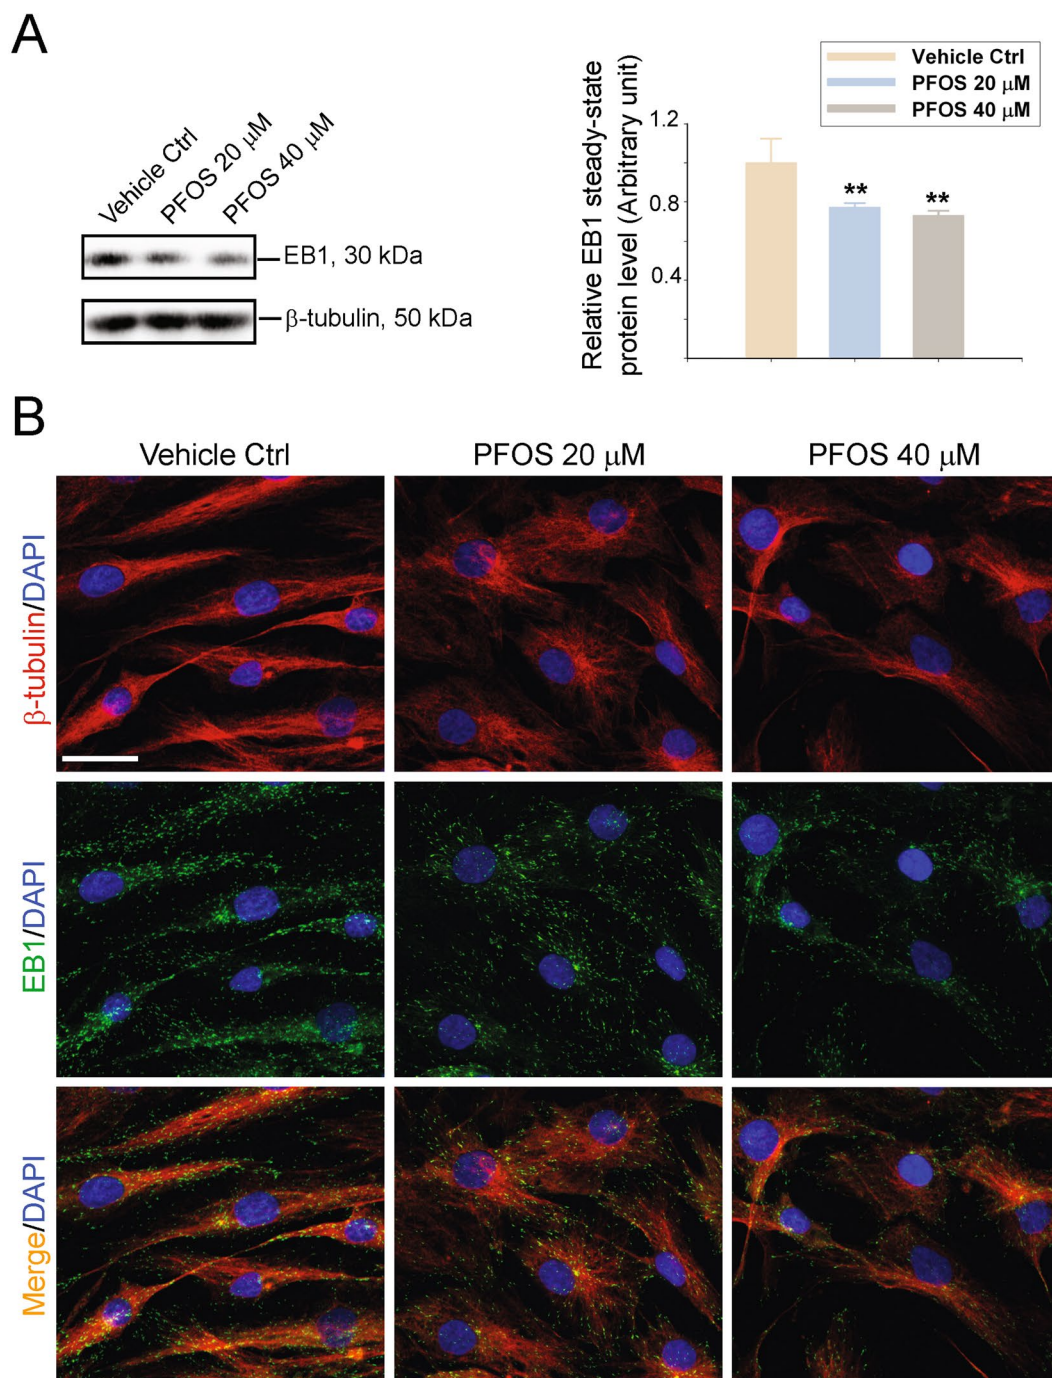 A
Vehicle Ctrl
PFOS 20 μM
PFOS 40 μM
EB1, 30 kDa
β-tubulin, 50 kDa
Relative EB1 steady-state
protein level (Arbitrary unit)
Vehicle Ctrl
PFOS 20 μM
PFOS 40 μM
1.2
0.8
0.4
**
**
B
Vehicle Ctrl
PFOS 20 μM
PFOS 40 μM
β-tubulin/DAPI
EB1/DAPI
Merge/DAPI